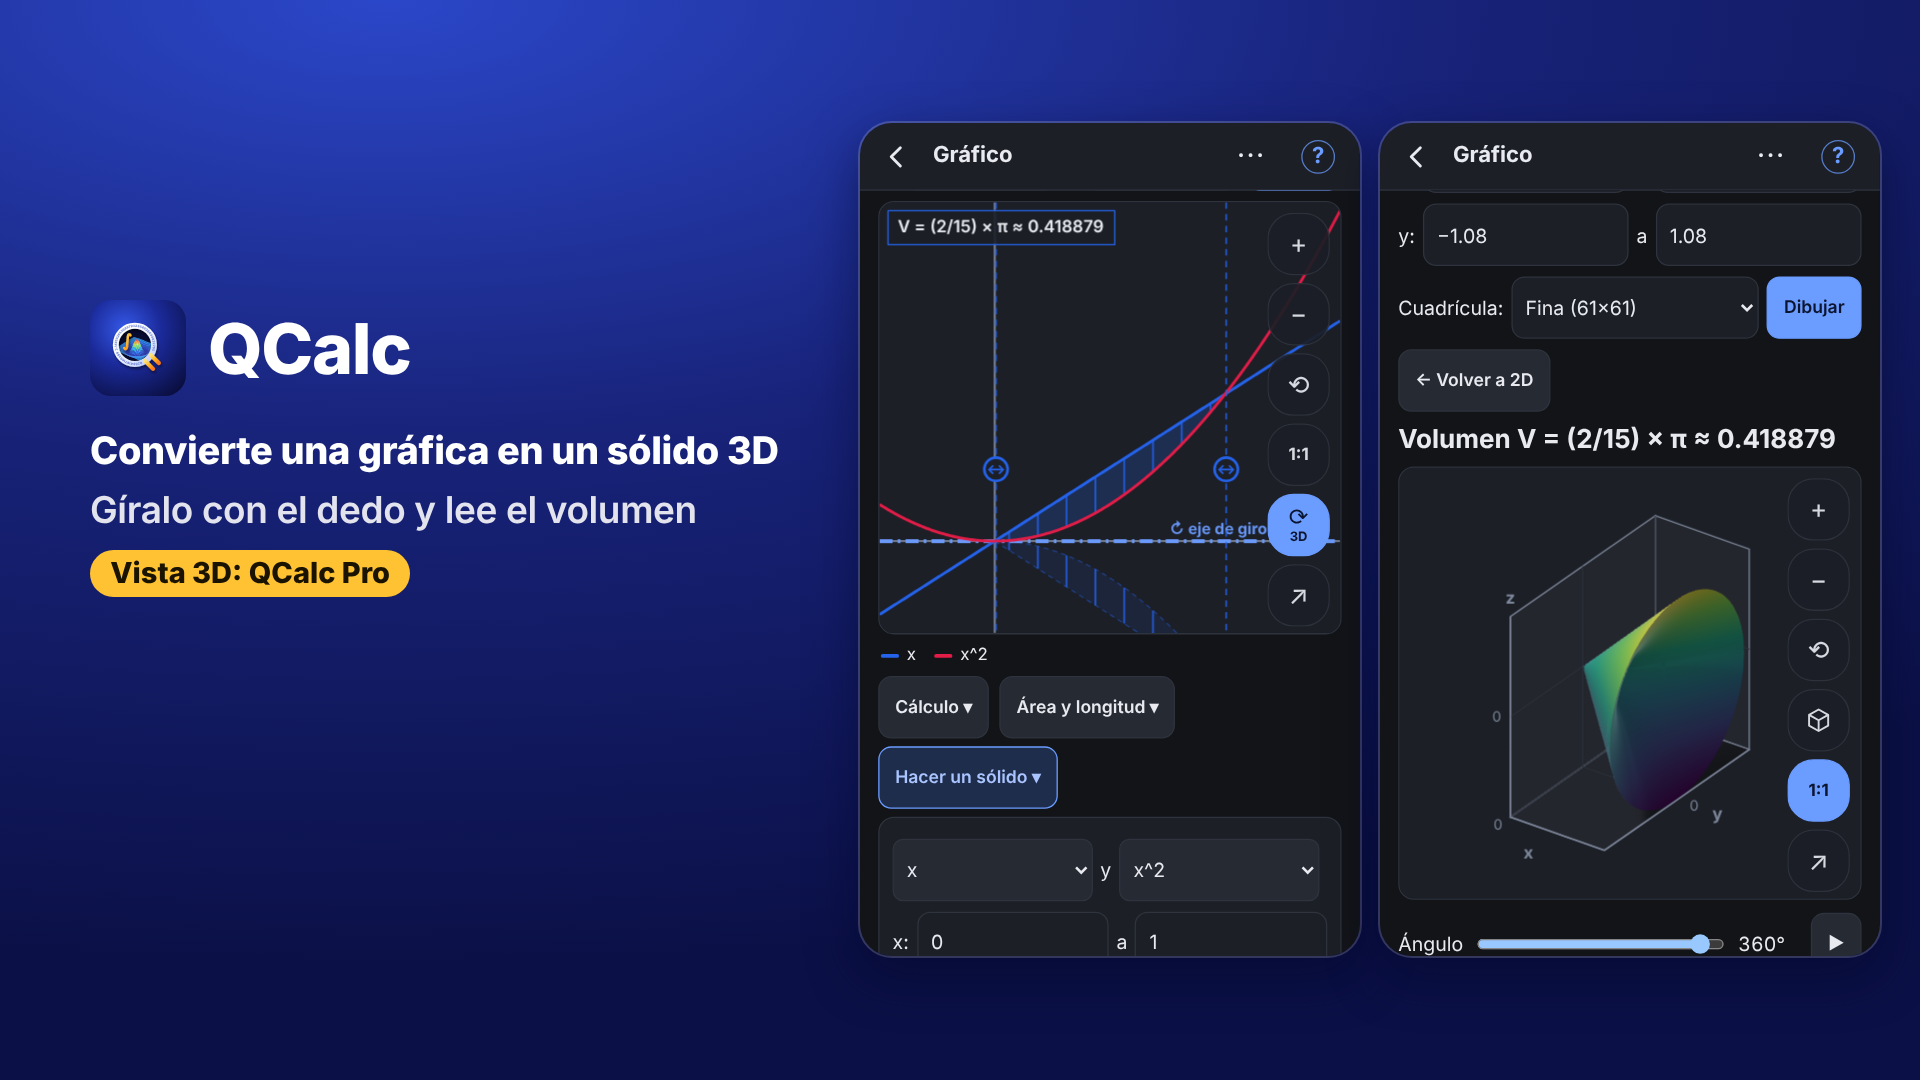 QCalc
Convierte una gráfica en un sólido 3D
Gíralo con el dedo y lee el volumen
Vista 3D: QCalc Pro
Gráfico
?
V = (2/15) × π ≈ 0.418879
+
−
1:1
↻ eje de giro
3D
x x^2
Cálculo ▾ Área y longitud ▾
Hacer un sólido ▾
x y x^2
x: 0 a 1
Gráfico
?
y: −1.08 a 1.08
Cuadrícula: Fina (61×61) Dibujar
← Volver a 2D
Volumen V = (2/15) × π ≈ 0.418879
+
−
z
0
1:1
0 y
0
x
Ángulo 360°